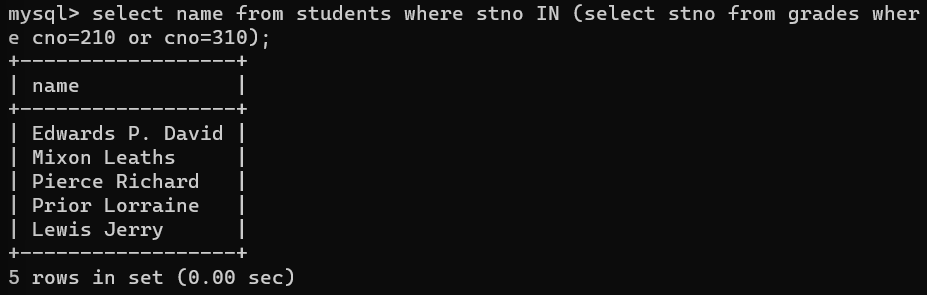 mysql> select name from students where stno IN (select stno from grades wher
e cno=210 or cno=310);
+------------------+
| name             |
+------------------+
| Edwards P. David |
| Mixon Leaths     |
| Pierce Richard   |
| Prior Lorraine   |
| Lewis Jerry      |
+------------------+
5 rows in set (0.00 sec)